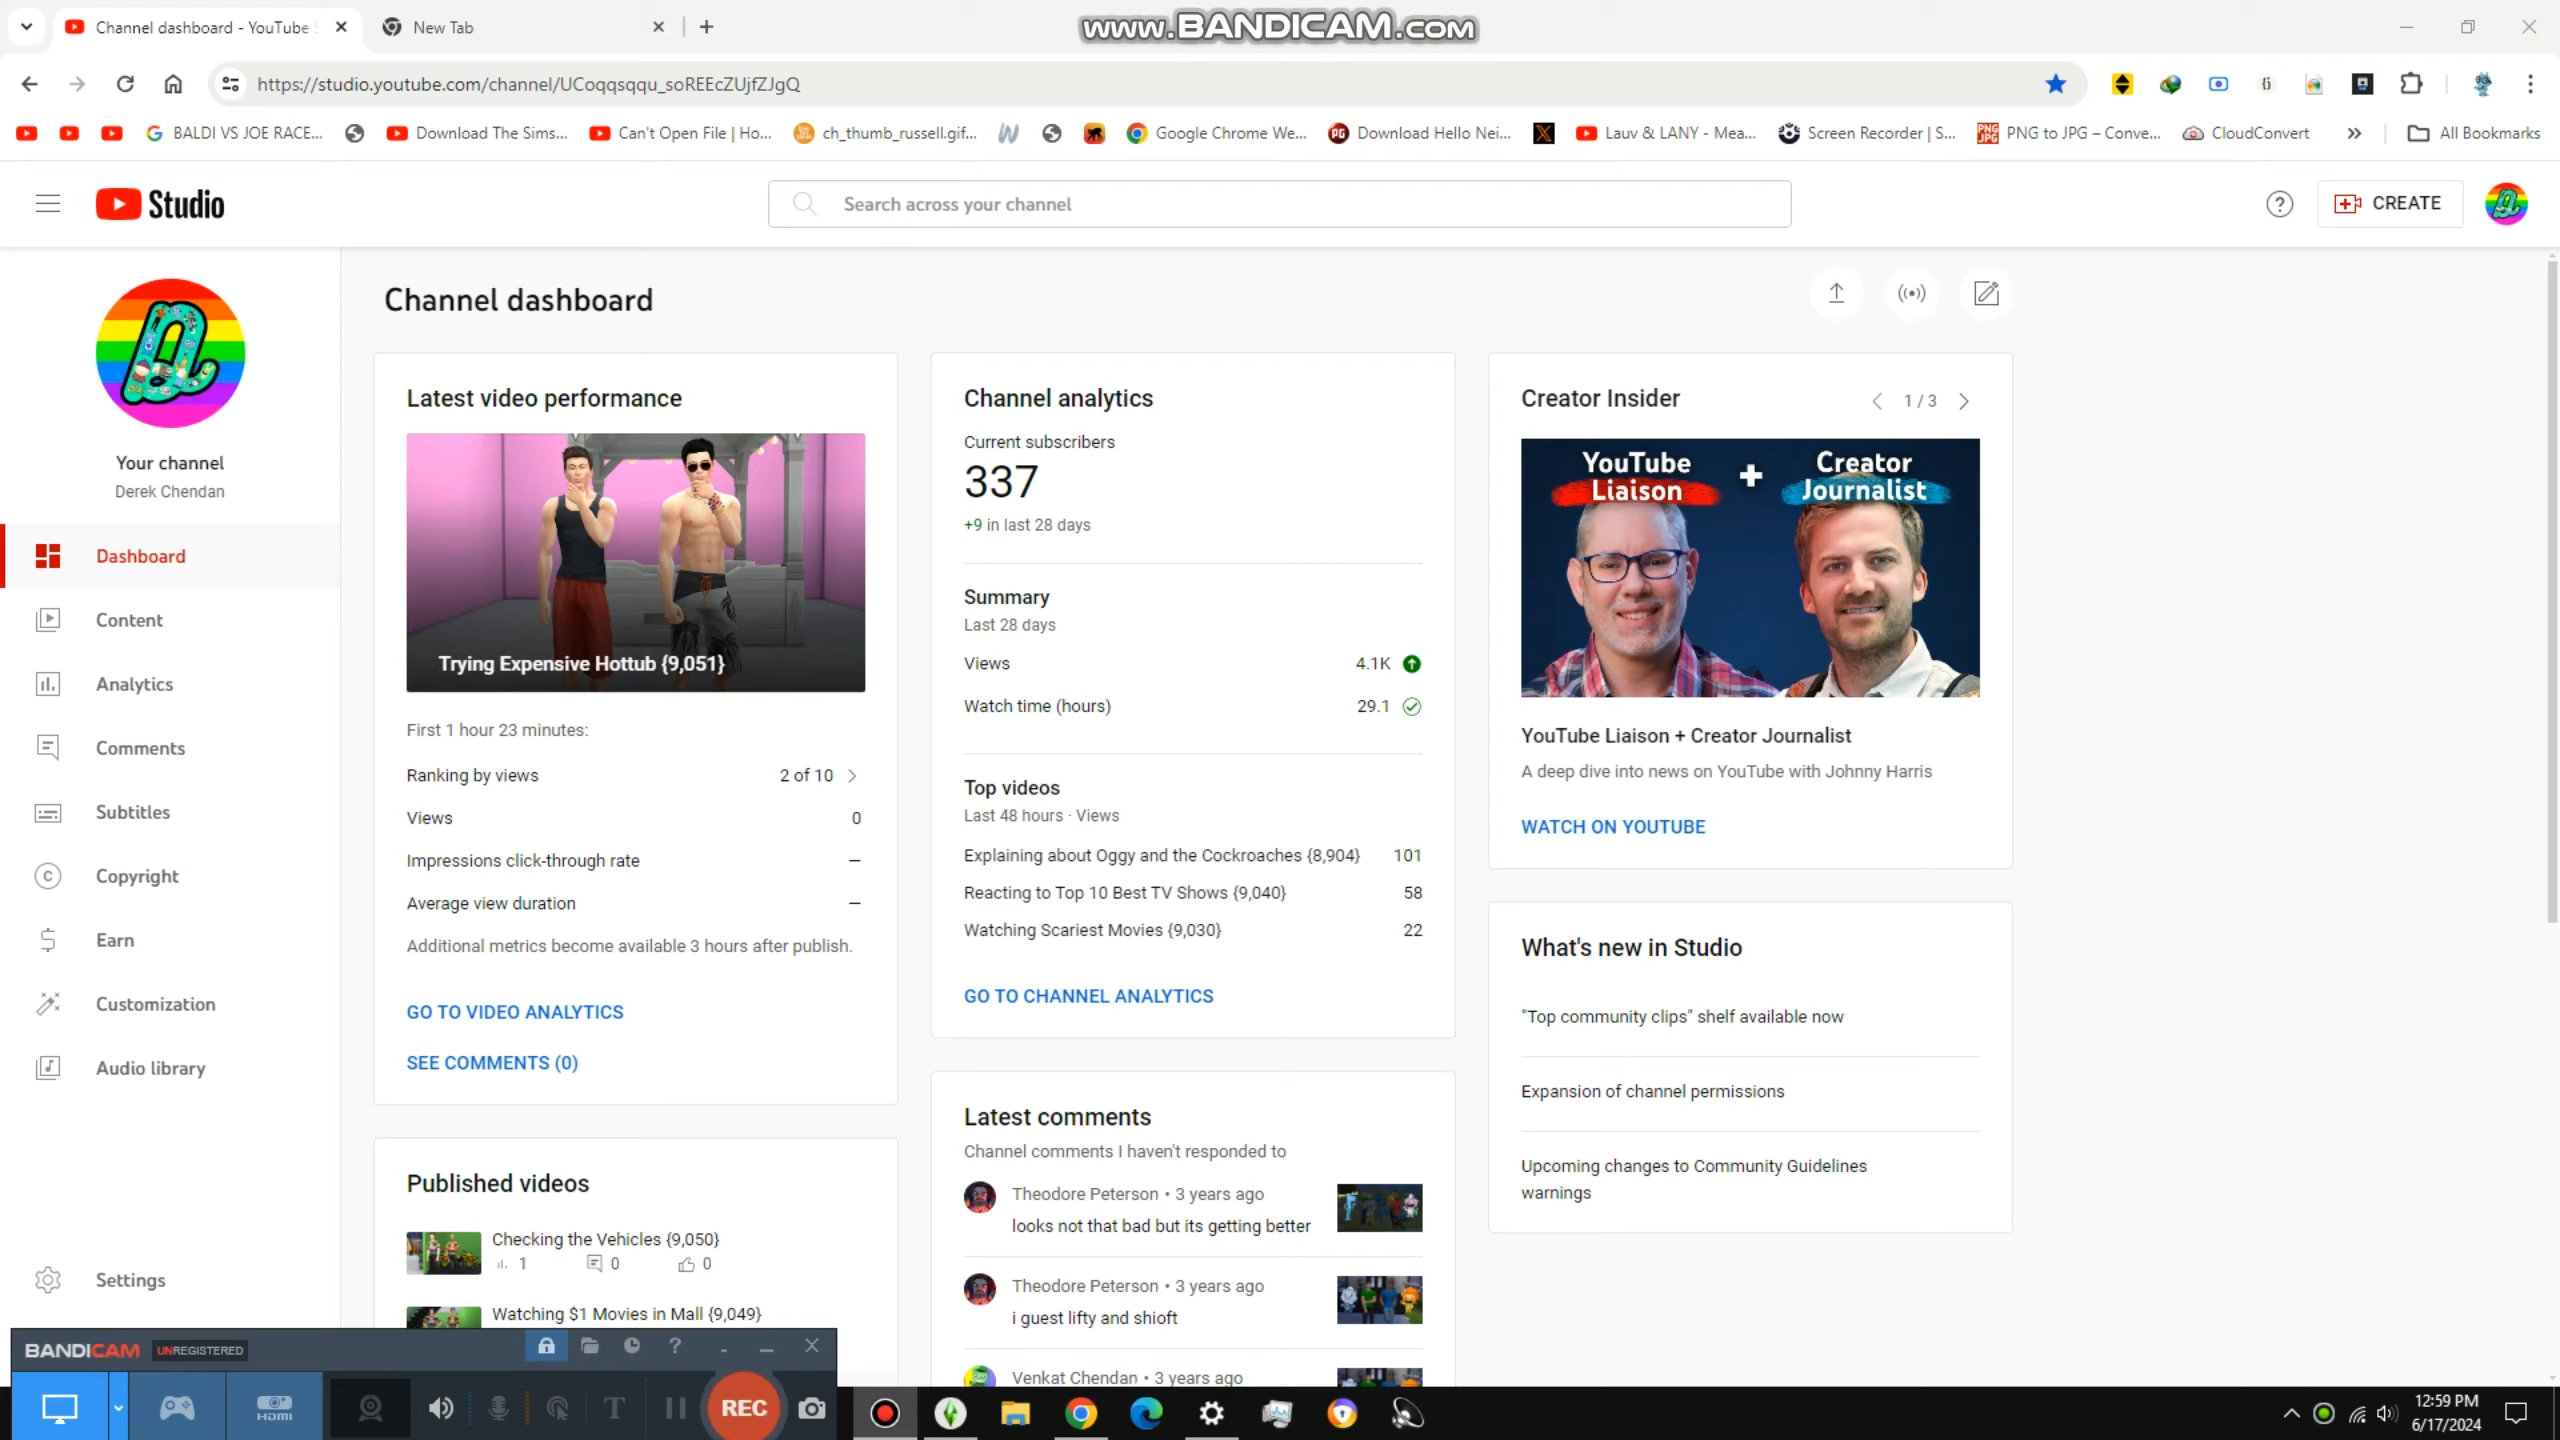 Channel dashboard - YouTube S
New Tab
www.BANDICAM.com
https://studio.youtube.com/channel/UCoqqsqqu_soREEcZUjfZJgQ
BALDI VS JOE RACE...
Download The Sims...
Can't Open File | Ho...
ch_thumb_russell.gif...
Google Chrome We...
Download Hello Nei...
Lauv & LANY - Mea...
Screen Recorder | S...
PNG to JPG – Conve...
CloudConvert
All Bookmarks
Studio
Search across your channel
CREATE
Your channel
Derek Chendan
Dashboard
Content
Analytics
Comments
Subtitles
Copyright
Earn
Customization
Audio library
Settings
Channel dashboard
Latest video performance
Trying Expensive Hottub {9,051}
First 1 hour 23 minutes:
Ranking by views 2 of 10
Views 0
Impressions click-through rate —
Average view duration —
Additional metrics become available 3 hours after publish.
GO TO VIDEO ANALYTICS
SEE COMMENTS (0)
Published videos
Checking the Vehicles {9,050}
1 0 0
Watching $1 Movies in Mall {9,049}
Channel analytics
Current subscribers
337
+9 in last 28 days
Summary
Last 28 days
Views 4.1K
Watch time (hours) 29.1
Top videos
Last 48 hours · Views
Explaining about Oggy and the Cockroaches {8,904} 101
Reacting to Top 10 Best TV Shows {9,040} 58
Watching Scariest Movies {9,030} 22
GO TO CHANNEL ANALYTICS
Latest comments
Channel comments I haven't responded to
Theodore Peterson • 3 years ago
looks not that bad but its getting better
Theodore Peterson • 3 years ago
i guest lifty and shioft
Venkat Chendan • 3 years ago
Creator Insider
1 / 3
YouTube Liaison + Creator Journalist
YouTube Liaison + Creator Journalist
A deep dive into news on YouTube with Johnny Harris
WATCH ON YOUTUBE
What's new in Studio
"Top community clips" shelf available now
Expansion of channel permissions
Upcoming changes to Community Guidelines
warnings
BANDICAM UNREGISTERED
HDMI
REC
12:59 PM
6/17/2024